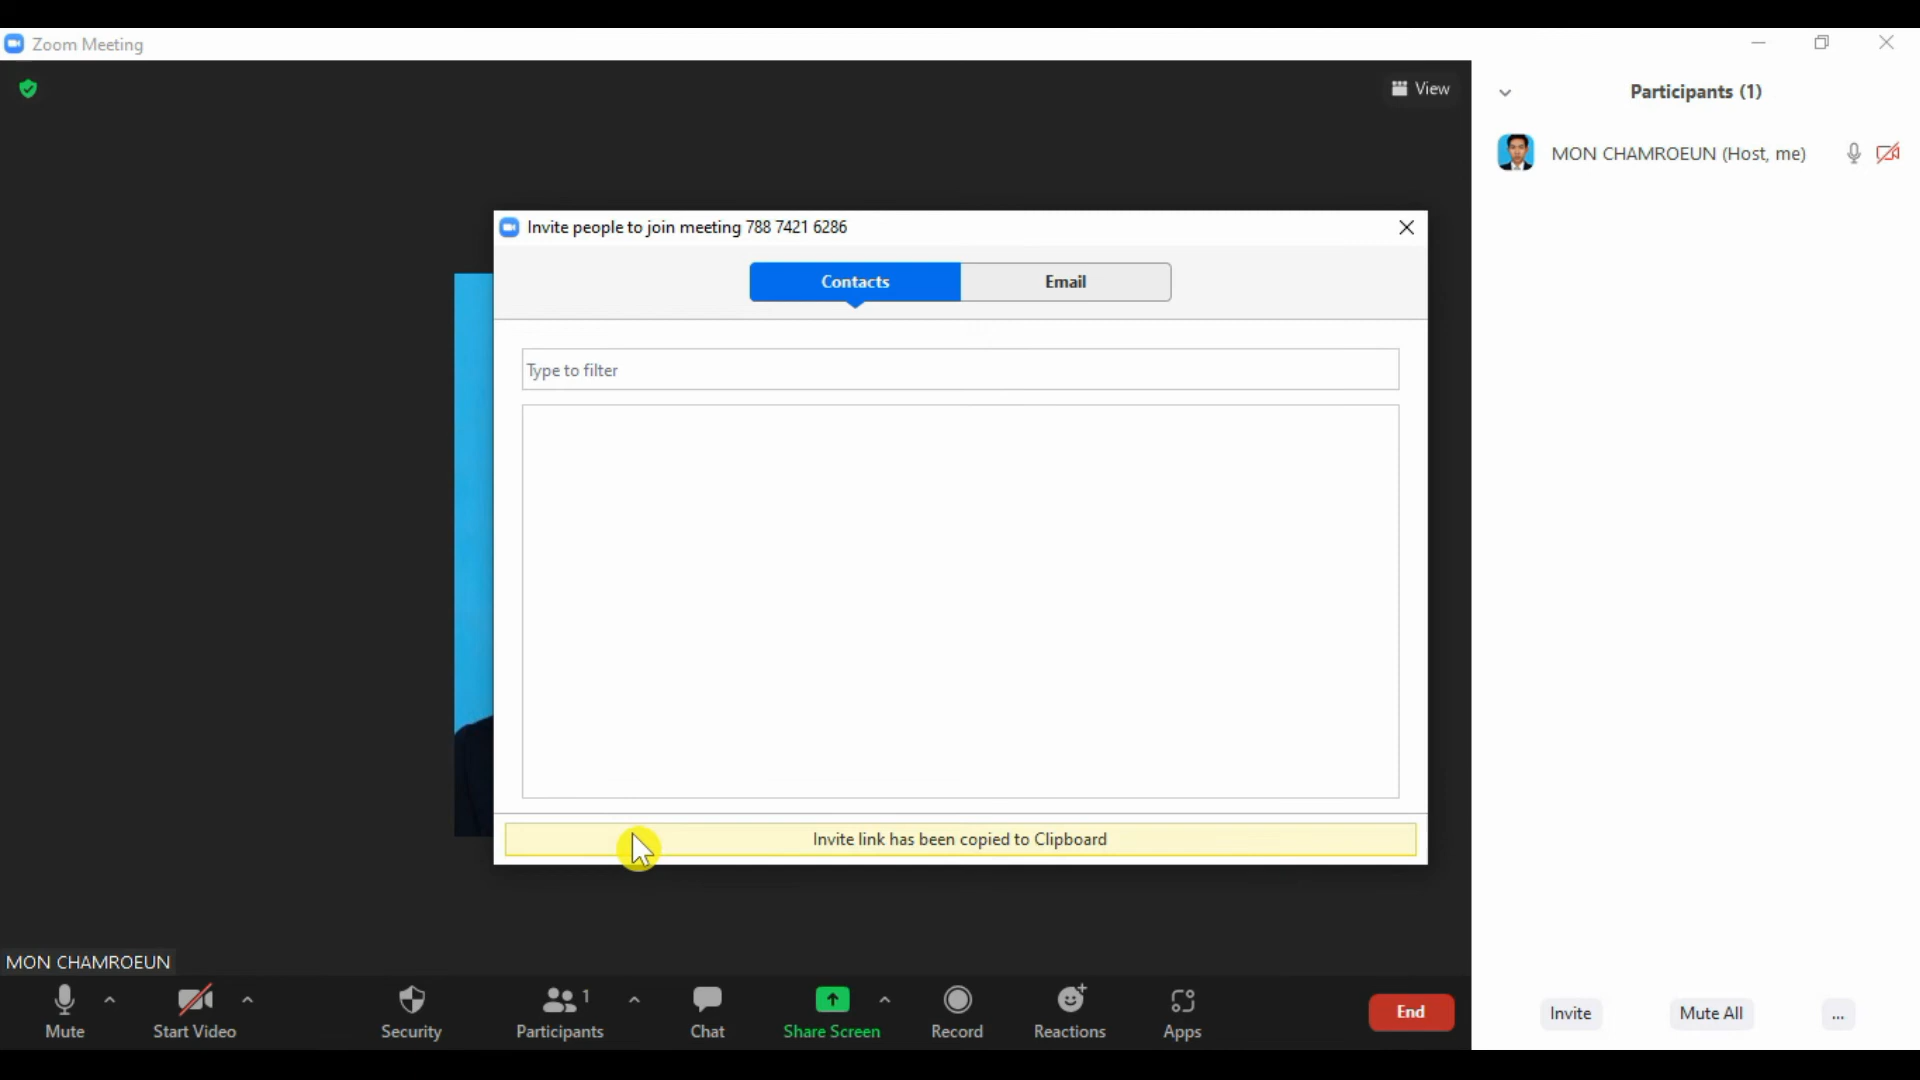 Zoom Meeting
View
Participants (1)
MON CHAMROEUN (Host, me)
Invite people to join meeting 788 7421 6286
Contacts
Email
Type to filter
Invite link has been copied to Clipboard
MON CHAMROEUN
1
Mute
Start Video
Security
Participants
Chat
Share Screen
Record
Reactions
Apps
End
Invite
Mute All
...